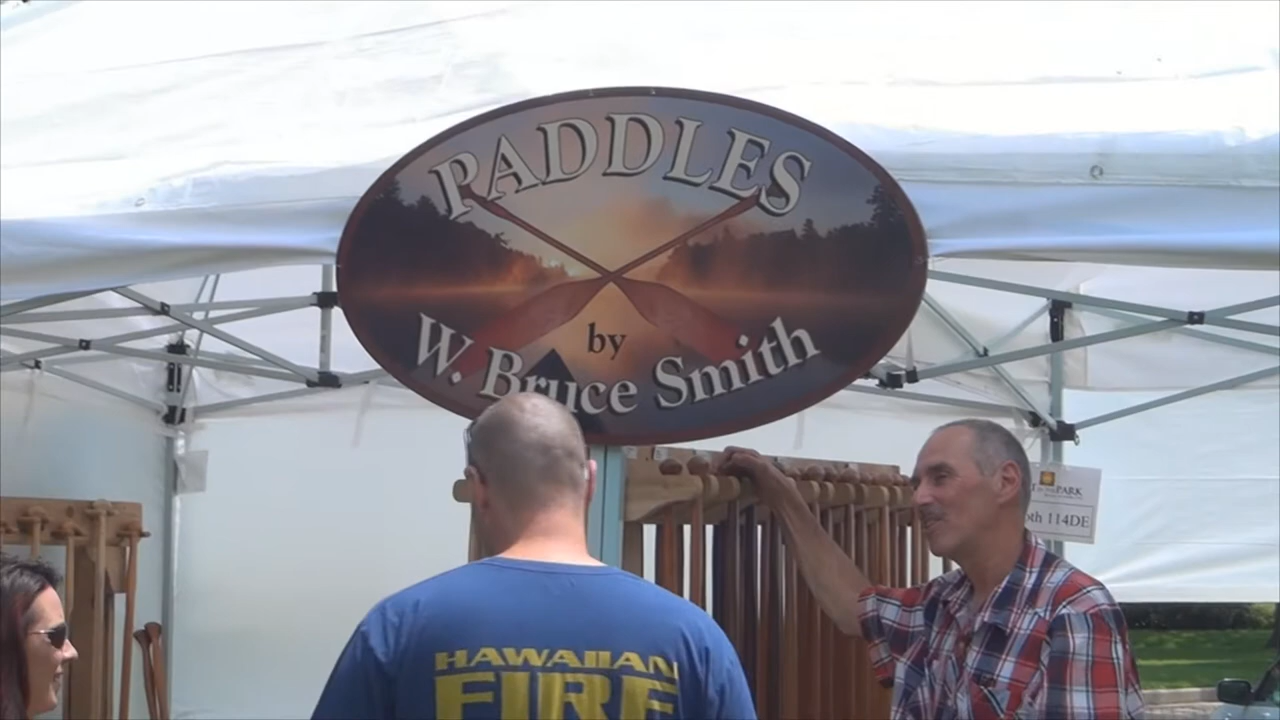 PADDLES
by
W. Bruce Smith
PARK
114DE
HAWAIIAN
FIRE